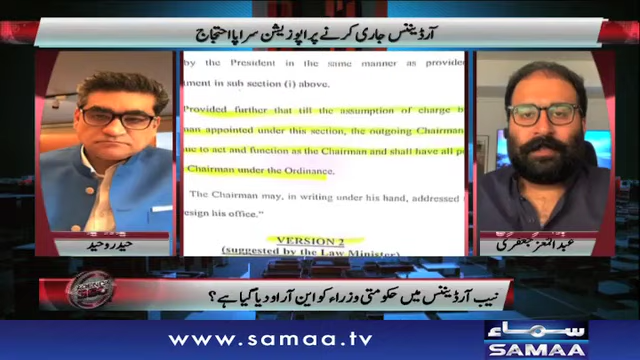 آرڈیننس جاری کرنے پر اپوزیشن سراپا احتجاج
by the President in the same manner as provided
ment in sub section (i) above.
Provided further that till the assumption of charge b
man appointed under this section, the outgoing Chairman
ue to act and function as the Chairman and shall have all po
Chairman under the Ordinance.
The Chairman may, in writing under his hand, addressed
esign his office."
VERSION 2
(suggested by the Law Minister)
حیدر وحید
عبدالمعز جعفری
نیب آرڈیننس میں حکومتی وزراء کو این آر او دیا گیا ہے؟
www.samaa.tv
سماء
SAMAA